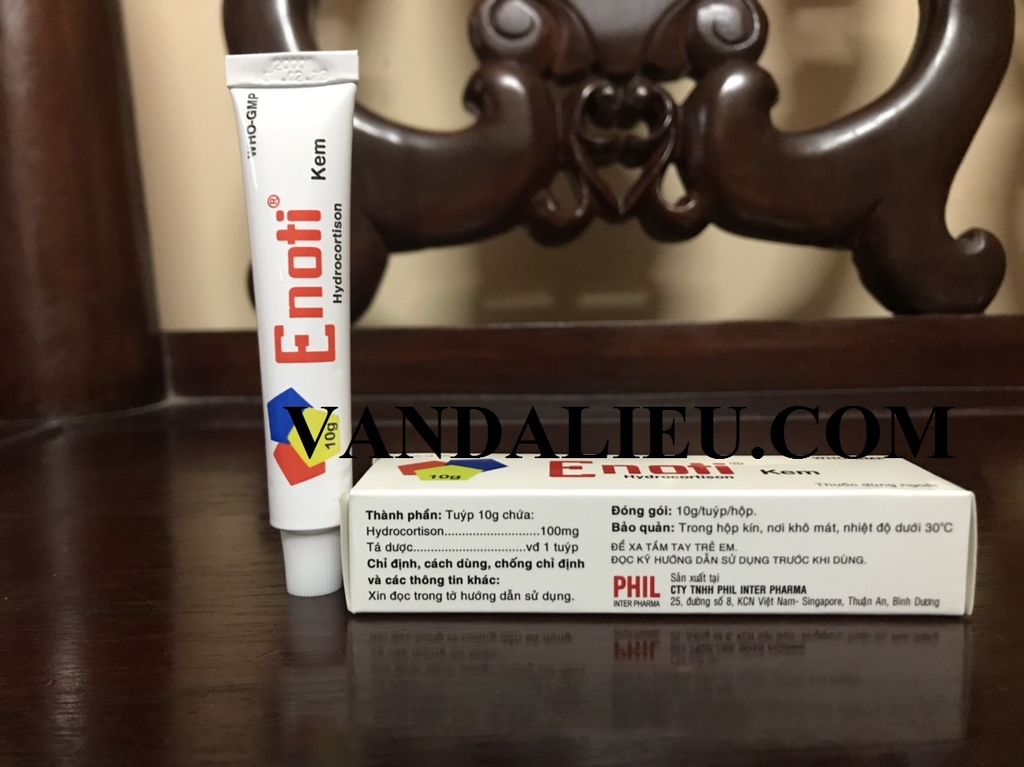 WHO-GMP
Kem
Enoti®
Hydrocortison
10g
VANDALIEU.COM
10g
Enoti®
Kem
Hydrocortison
WHO-GMP
Thuốc dùng ngoài
Thành phần: Tuýp 10g chứa:
Hydrocortison............................100mg
Tá dược.................................vđ 1 tuýp
Chỉ định, cách dùng, chống chỉ định
và các thông tin khác:
Xin đọc trong tờ hướng dẫn sử dụng.
Đóng gói: 10g/tuýp/hộp.
Bảo quản: Trong hộp kín, nơi khô mát, nhiệt độ dưới 30°C
ĐỂ XA TẦM TAY TRẺ EM.
ĐỌC KỸ HƯỚNG DẪN SỬ DỤNG TRƯỚC KHI DÙNG.
PHIL
INTER PHARMA
Sản xuất tại
CTY TNHH PHIL INTER PHARMA
25, đường số 8, KCN Việt Nam- Singapore, Thuận An, Bình Dương